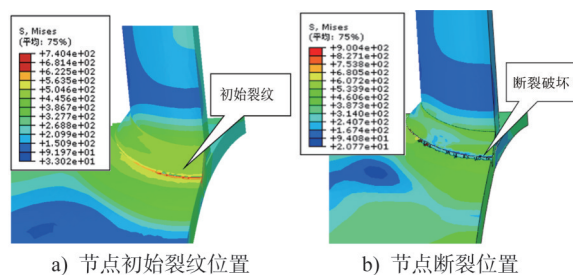 S, Mises
(平均: 75%)
+7.404e+02
+6.814e+02
+6.225e+02
+5.635e+02
+5.046e+02
+4.456e+02
+3.867e+02
+3.277e+02
+2.688e+02
+2.099e+02
+1.509e+02
+9.197e+01
+3.302e+01
初始裂纹
S, Mises
(平均: 75%)
+9.004e+02
+8.271e+02
+7.538e+02
+6.805e+02
+6.072e+02
+5.339e+02
+4.606e+02
+3.873e+02
+3.140e+02
+2.407e+02
+1.674e+02
+9.408e+01
+2.077e+01
断裂破坏
a) 节点初始裂纹位置
b) 节点断裂位置